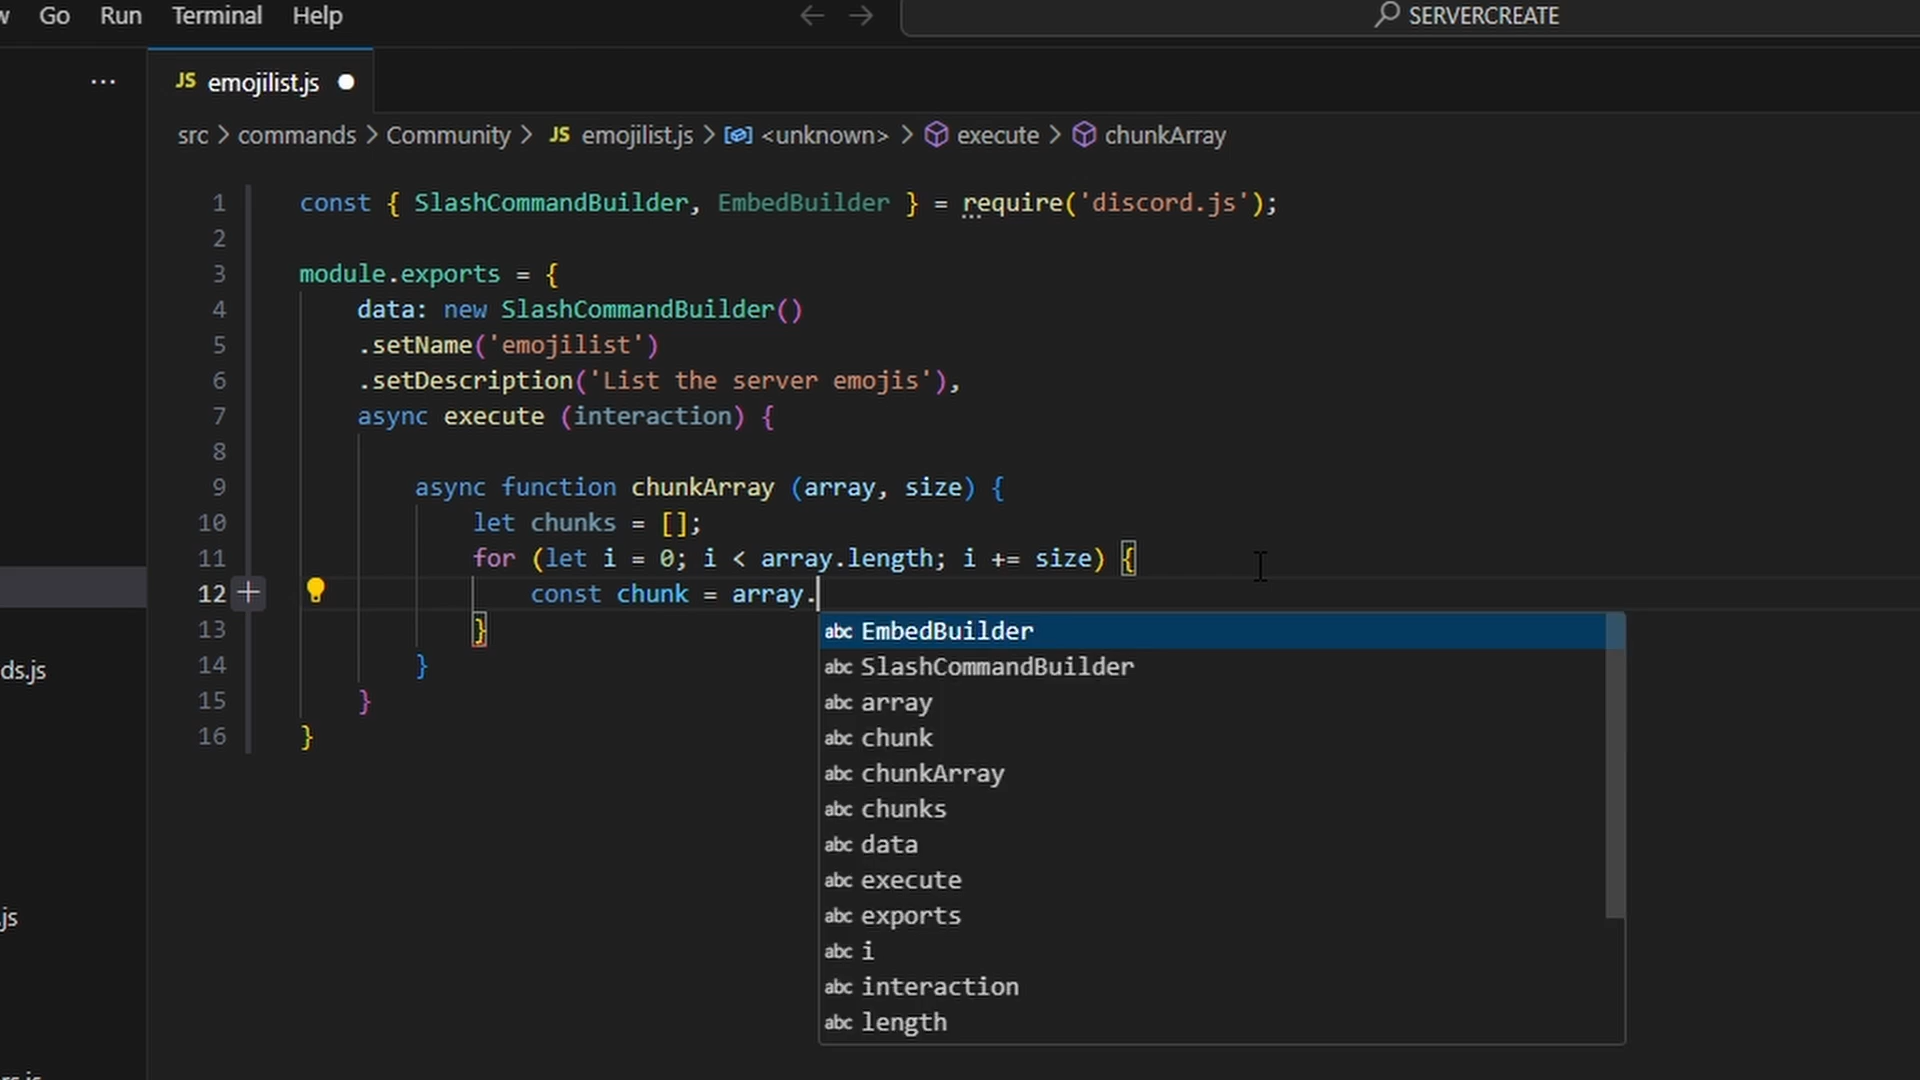 w Go Run Terminal Help SERVERCREATE
... JS emojilist.js
src > commands > Community > JS emojilist.js > <unknown> > execute > chunkArray
1 const { SlashCommandBuilder, EmbedBuilder } = require('discord.js');
2
3 module.exports = {
4 data: new SlashCommandBuilder()
5 .setName('emojilist')
6 .setDescription('List the server emojis'),
7 async execute (interaction) {
8
9 async function chunkArray (array, size) {
10 let chunks = [];
11 for (let i = 0; i < array.length; i += size) {
12 const chunk = array.
13 }
14 }
15 }
16 }
ds.js
.js
abc EmbedBuilder
abc SlashCommandBuilder
abc array
abc chunk
abc chunkArray
abc chunks
abc data
abc execute
abc exports
abc i
abc interaction
abc length